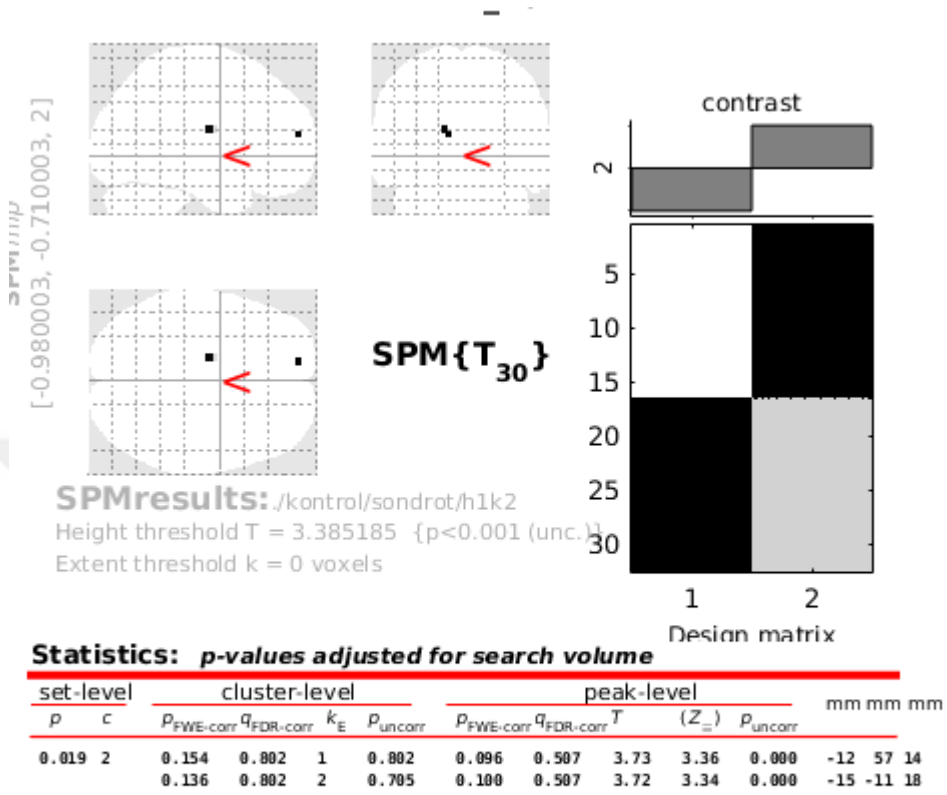 contrast
2
SPMmip
[-0.980003, -0.710003, 2]
<
<
<
SPM{T30}
5
10
15
20
25
30
1 2
Design matrix
SPMresults: ./kontrol/sondrot/h1k2
Height threshold T = 3.385185 {p<0.001 (unc.)}
Extent threshold k = 0 voxels
Statistics: p-values adjusted for search volume
set-level cluster-level peak-level mm mm mm
p c pFWE-corr qFDR-corr kE puncorr pFWE-corr qFDR-corr T (Z≡) puncorr
0.019 2 0.154 0.802 1 0.802 0.096 0.507 3.73 3.36 0.000 -12 57 14
0.136 0.802 2 0.705 0.100 0.507 3.72 3.34 0.000 -15 -11 18